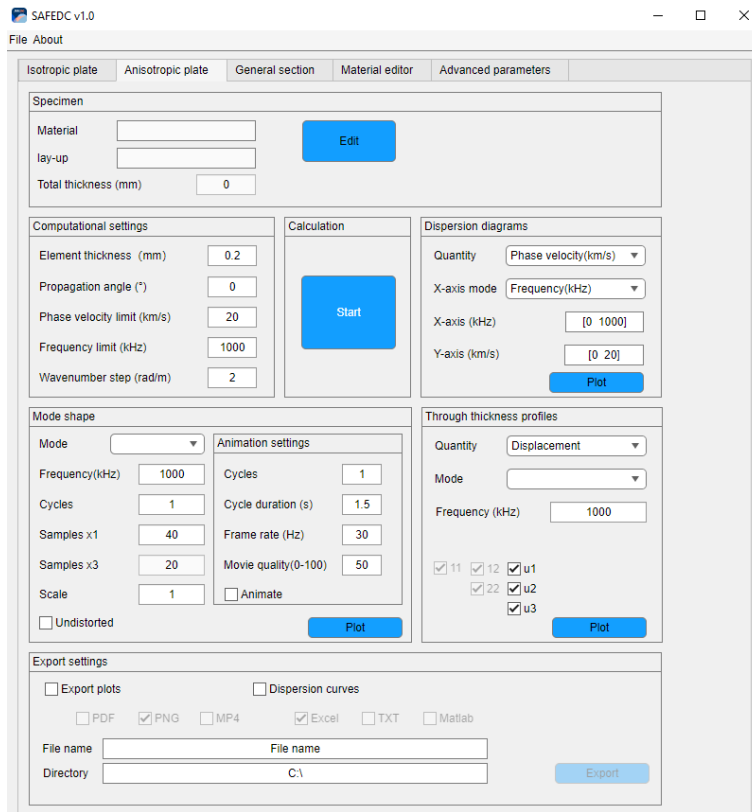 SAFEDC v1.0
File About
Isotropic plate Anisotropic plate General section Material editor Advanced parameters
Specimen
Material
Edit
lay-up
Total thickness (mm) 0
Computational settings
Element thickness (mm) 0.2
Propagation angle (°) 0
Phase velocity limit (km/s) 20
Frequency limit (kHz) 1000
Wavenumber step (rad/m) 2
Calculation
Start
Dispersion diagrams
Quantity Phase velocity(km/s)
X-axis mode Frequency(kHz)
X-axis (kHz) [0 1000]
Y-axis (km/s) [0 20]
Plot
Mode shape
Mode
Frequency(kHz) 1000
Cycles 1
Samples x1 40
Samples x3 20
Scale 1
Undistorted
Animation settings
Cycles 1
Cycle duration (s) 1.5
Frame rate (Hz) 30
Movie quality(0-100) 50
Animate
Plot
Through thickness profiles
Quantity Displacement
Mode
Frequency (kHz) 1000
11 12 u1
22 u2
u3
Plot
Export settings
Export plots Dispersion curves
PDF PNG MP4 Excel TXT Matlab
File name File name
Directory C:\
Export